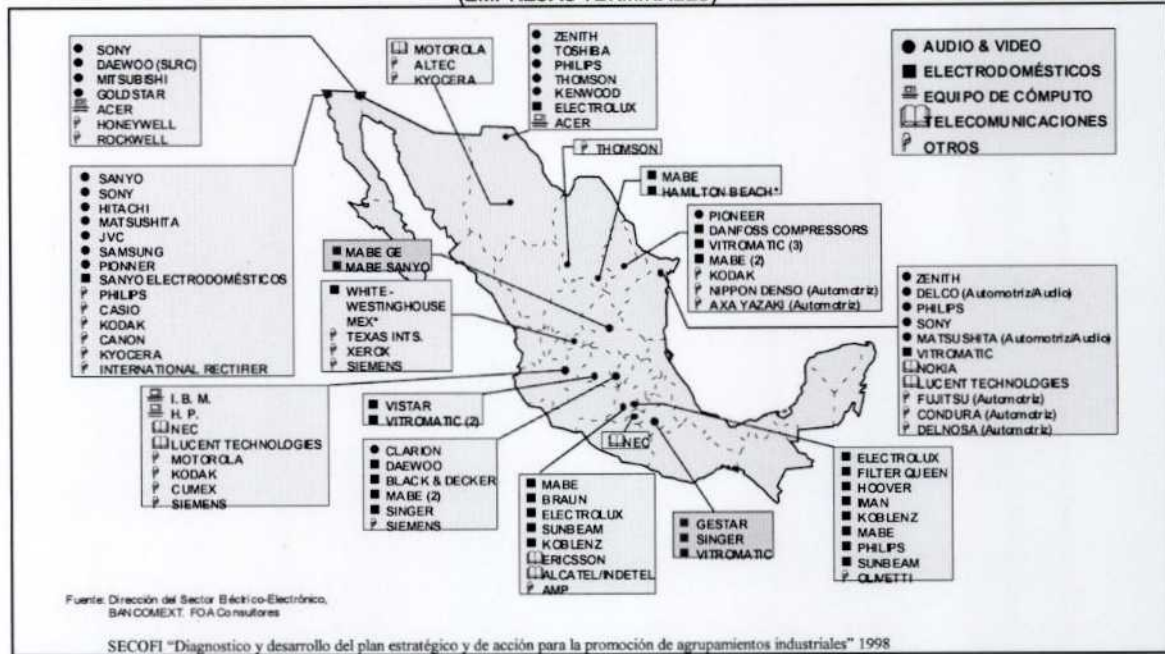 (EMPRESAS TERMINALES)
SONY
DAEWOO (SLRC)
MITSUBISHI
GOLDSTAR
ACER
HONEYWELL
ROCKWELL
MOTOROLA
ALTEC
KYOCERA
ZENITH
TOSHIBA
PHILIPS
THOMSON
KENWOOD
ELECTROLUX
ACER
AUDIO & VIDEO
ELECTRODOMÉSTICOS
EQUIPO DE CÓMPUTO
TELECOMUNICACIONES
OTROS
THOMSON
MABE
HAMILTON BEACH*
SANYO
SONY
HITACHI
MATSUSHITA
JVC
SAMSUNG
PIONNER
SANYO ELECTRODOMÉSTICOS
PHILIPS
CASIO
KODAK
CANON
KYOCERA
INTERNATIONAL RECTIRER
MABE GE
MABE SANYO
WHITE-
WESTINGHOUSE
MEX*
TEXAS INTS.
XEROX
SIEMENS
PIONEER
DANFOSS COMPRESSORS
VITROMATIC (3)
MABE (2)
KODAK
NIPPON DENSO (Automatriz)
AXA YAZAKI (Automatriz)
ZENITH
DELCO (Automotriz/Audio)
PHILIPS
SONY
MATSUSHITA (Automotriz/Audio)
VITROMATIC
NOKIA
LUCENT TECHNOLOGIES
FUJITSU (Automatriz)
CONDURA (Automatriz)
DELNOSA (Automatriz)
I. B. M.
H. P.
NEC
LUCENT TECHNOLOGIES
MOTOROLA
KODAK
CUMEX
SIEMENS
VISTAR
VITROMATIC (2)
CLARION
DAEWOO
BLACK & DECKER
MABE (2)
SINGER
SIEMENS
NEC
MABE
BRAUN
ELECTROLUX
SUNBEAM
KOBLENZ
ERICSSON
ALCATEL/INDETEL
AMP
GESTAR
SINGER
VITROMATIC
ELECTROLUX
FILTER QUEEN
HOOVER
IMAN
KOBLENZ
MABE
PHILIPS
SUNBEAM
OLIVETTI
Fuente: Dirección del Sector Eléctrico-Electrónico,
BANCOMEXT. FOA Consultores
SECOFI “Diagnostico y desarrollo del plan estratégico y de acción para la promoción de agrupamientos industriales” 1998